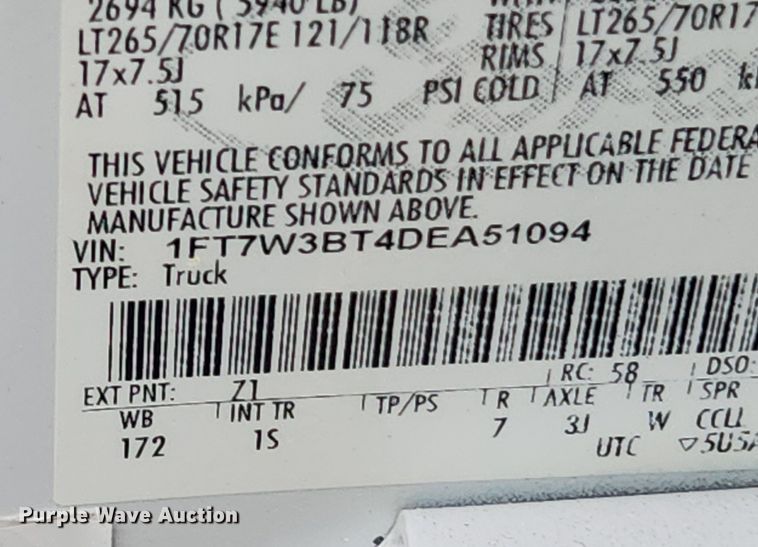 2694 KG ( 5940 LB)
LT265/70R17E 121/118R TIRES LT265/70R17
17x7.5J RIMS 17x7.5J
AT 515 kPa/ 75 PSI COLD AT 550
THIS VEHICLE CONFORMS TO ALL APPLICABLE FEDERA
VEHICLE SAFETY STANDARDS IN EFFECT ON THE DATE
MANUFACTURE SHOWN ABOVE.
VIN: 1FT7W3BT4DEA51094
TYPE: Truck
EXT PNT: Z1 RC: 58 DSO:
WB INT TR TP/PS R AXLE TR SPR
172 1S 7 3J W CCLL
UTC ▽5U5A
Purple Wave Auction